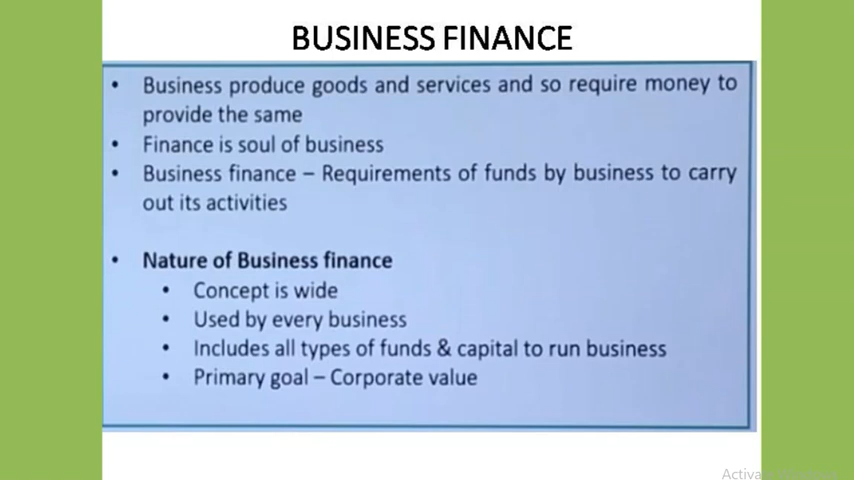 BUSINESS FINANCE
• Business produce goods and services and so require money to
provide the same
• Finance is soul of business
• Business finance – Requirements of funds by business to carry
out its activities
• Nature of Business finance
• Concept is wide
• Used by every business
• Includes all types of funds & capital to run business
• Primary goal – Corporate value